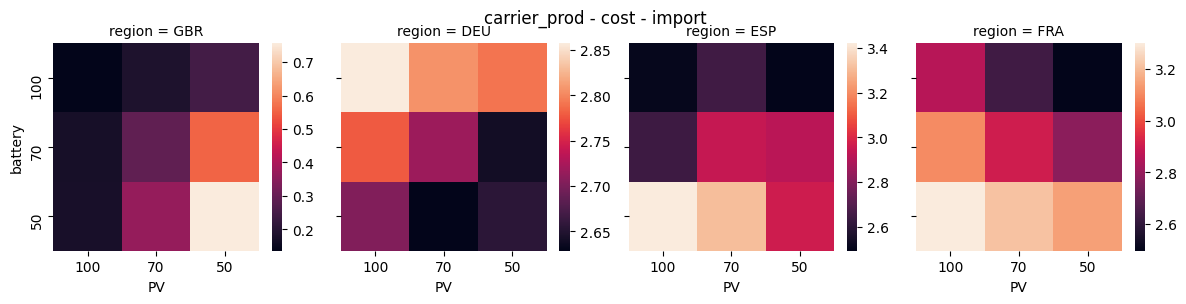 carrier_prod - cost - import
region = GBR
region = DEU
region = ESP
region = FRA
battery
100
70
50
100 70 50
PV
0.7
0.6
0.5
0.4
0.3
0.2
100 70 50
PV
2.85
2.80
2.75
2.70
2.65
100 70 50
PV
3.4
3.2
3.0
2.8
2.6
100 70 50
PV
3.2
3.0
2.8
2.6